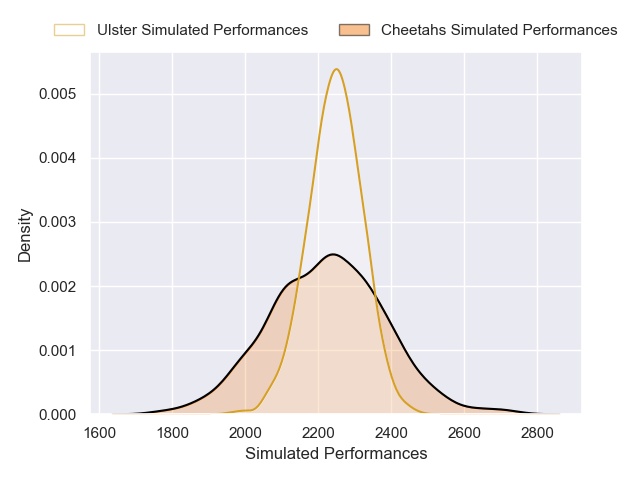 Ulster Simulated Performances Cheetahs Simulated Performances
0.005
0.004
0.003
0.002
0.001
0.000
Density
1600 1800 2000 2200 2400 2600 2800
Simulated Performances